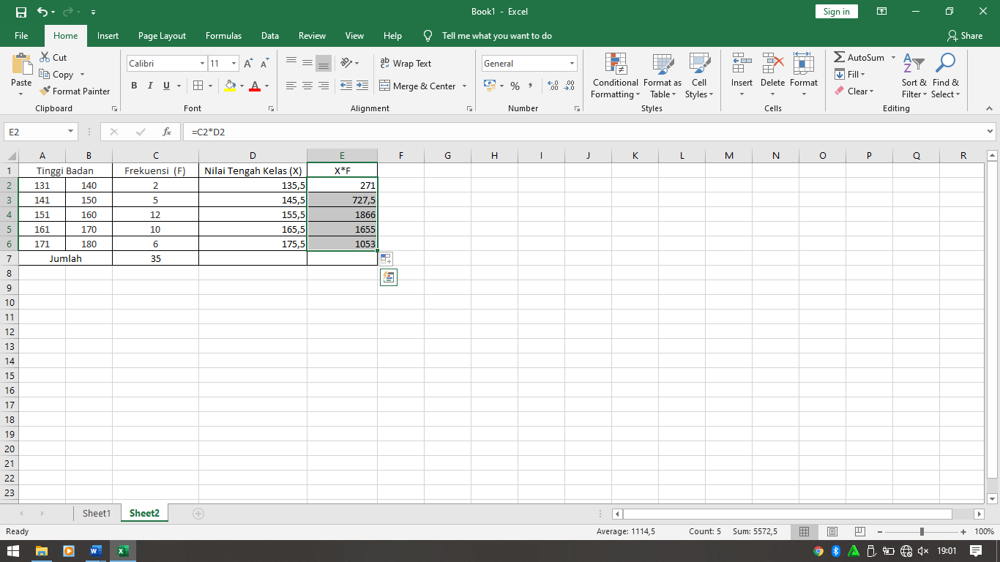 Book1 - Excel
Sign in
File Home Insert Page Layout Formulas Data Review View Help Tell me what you want to do Share
Paste
Cut
Copy
Format Painter
Clipboard
Calibri 11
B I U
Font
Wrap Text
Merge & Center
Alignment
General
Number
Conditional Formatting
Format as Table
Cell Styles
Styles
Insert Delete Format
Cells
AutoSum
Fill
Clear
Sort & Filter
Find & Select
Editing
E2 fx =C2*D2
A B C D E F G H I J K L M N O P Q R
1 Tinggi Badan Frekuensi (F) Nilai Tengah Kelas (X) X*F
2 131 140 2 135,5 271
3 141 150 5 145,5 727,5
4 151 160 12 155,5 1866
5 161 170 10 165,5 1655
6 171 180 6 175,5 1053
7 Jumlah 35
8
9
10
11
12
13
14
15
16
17
18
19
20
21
22
23
Sheet1 Sheet2
Ready Average: 1114,5 Count: 5 Sum: 5572,5 100%
19:01